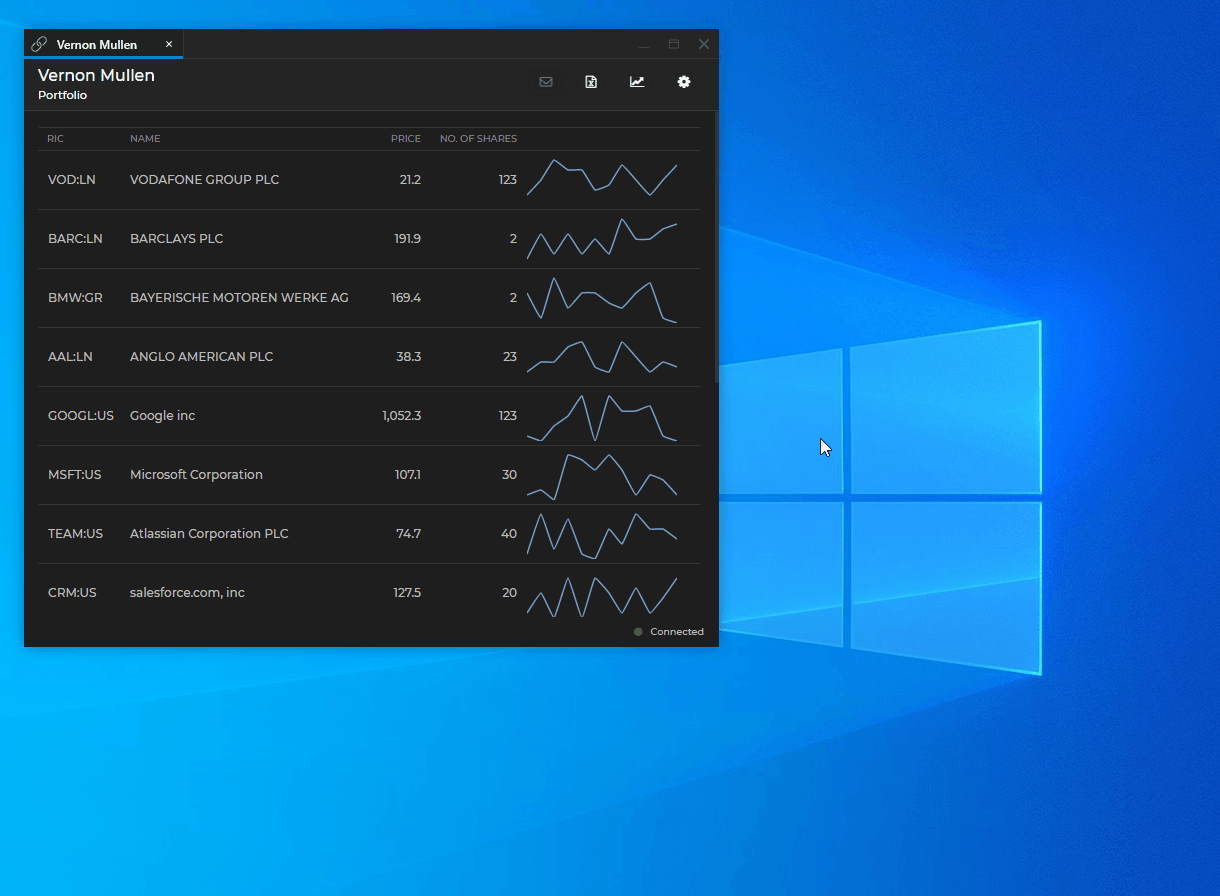 Vernon Mullen ×
Vernon Mullen
Portfolio
RIC NAME PRICE NO. OF SHARES
VOD:LN VODAFONE GROUP PLC 21.2 123
BARC:LN BARCLAYS PLC 191.9 2
BMW:GR BAYERISCHE MOTOREN WERKE AG 169.4 2
AAL:LN ANGLO AMERICAN PLC 38.3 23
GOOGL:US Google inc 1,052.3 123
MSFT:US Microsoft Corporation 107.1 30
TEAM:US Atlassian Corporation PLC 74.7 40
CRM:US salesforce.com, inc 127.5 20
Connected